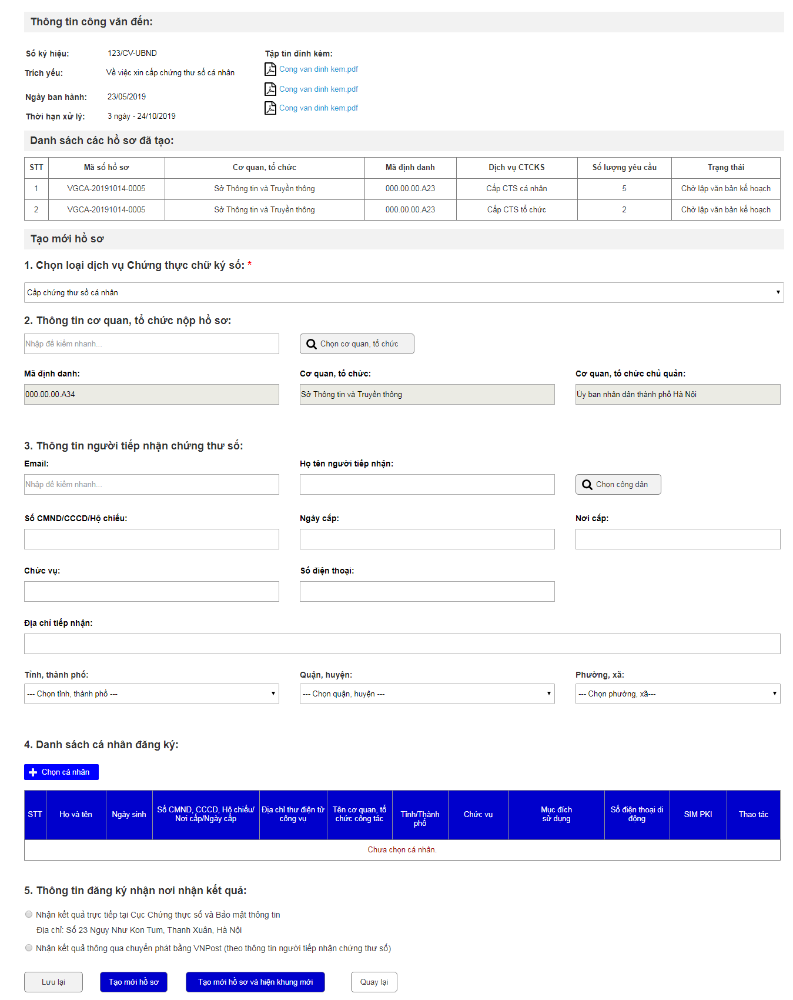 Thông tin công văn đến:
Số ký hiệu: 123/CV-UBND Tập tin đính kèm:
Cong van dinh kem.pdf
Trích yếu: Về việc xin cấp chứng thư số cá nhân
Cong van dinh kem.pdf
Ngày ban hành: 23/05/2019
Cong van dinh kem.pdf
Thời hạn xử lý: 3 ngày - 24/10/2019
Danh sách các hồ sơ đã tạo:
STT Mã số hồ sơ Cơ quan, tổ chức Mã định danh Dịch vụ CTCKS Số lượng yêu cầu Trạng thái
1 VGCA-20191014-0005 Sở Thông tin và Truyền thông 000.00.00.A23 Cấp CTS cá nhân 5 Chờ lập văn bản kế hoạch
2 VGCA-20191014-0005 Sở Thông tin và Truyền thông 000.00.00.A23 Cấp CTS tổ chức 2 Chờ lập văn bản kế hoạch
Tạo mới hồ sơ
1. Chọn loại dịch vụ Chứng thực chữ ký số: *
Cấp chứng thư số cá nhân
2. Thông tin cơ quan, tổ chức nộp hồ sơ:
Nhập để kiếm nhanh... Chọn cơ quan, tổ chức
Mã định danh: Cơ quan, tổ chức: Cơ quan, tổ chức chủ quản:
000.00.00.A34 Sở Thông tin và Truyền thông Ủy ban nhân dân thành phố Hà Nội
3. Thông tin người tiếp nhận chứng thư số:
Email: Họ tên người tiếp nhận:
Nhập để kiếm nhanh... Chọn công dân
Số CMND/CCCD/Hộ chiếu: Ngày cấp: Nơi cấp:
Chức vụ: Số điện thoại:
Địa chỉ tiếp nhận:
Tỉnh, thành phố: Quận, huyện: Phường, xã:
--- Chọn tỉnh, thành phố --- --- Chọn quận, huyện --- --- Chọn phường, xã---
4. Danh sách cá nhân đăng ký:
Chọn cá nhân
STT Họ và tên Ngày sinh Số CMND, CCCD, Hộ chiếu/ Nơi cấp/Ngày cấp Địa chỉ thư điện tử công vụ Tên cơ quan, tổ chức công tác Tỉnh/Thành phố Chức vụ Mục đích sử dụng Số điện thoại di động SIM PKI Thao tác
Chưa chọn cá nhân.
5. Thông tin đăng ký nhận nơi nhận kết quả:
Nhận kết quả trực tiếp tại Cục Chứng thực số và Bảo mật thông tin
Địa chỉ: Số 23 Ngụy Như Kon Tum, Thanh Xuân, Hà Nội
Nhận kết quả thông qua chuyển phát bằng VNPost (theo thông tin người tiếp nhận chứng thư số)
Lưu lại Tạo mới hồ sơ Tạo mới hồ sơ và hiện khung mới Quay lại